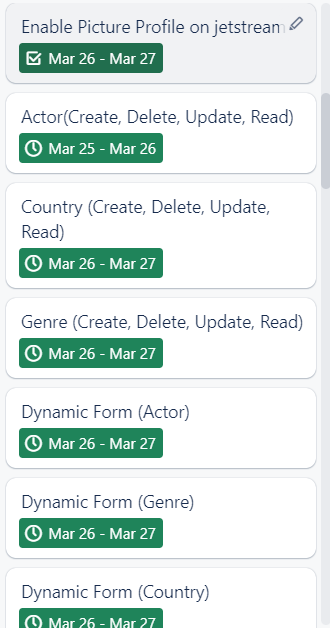 Enable Picture Profile on jetstream
Mar 26 - Mar 27
Actor(Create, Delete, Update, Read)
Mar 25 - Mar 26
Country (Create, Delete, Update,
Read)
Mar 26 - Mar 27
Genre (Create, Delete, Update, Read)
Mar 26 - Mar 27
Dynamic Form (Actor)
Mar 26 - Mar 27
Dynamic Form (Genre)
Mar 26 - Mar 27
Dynamic Form (Country)
Mar 26 - Mar 27